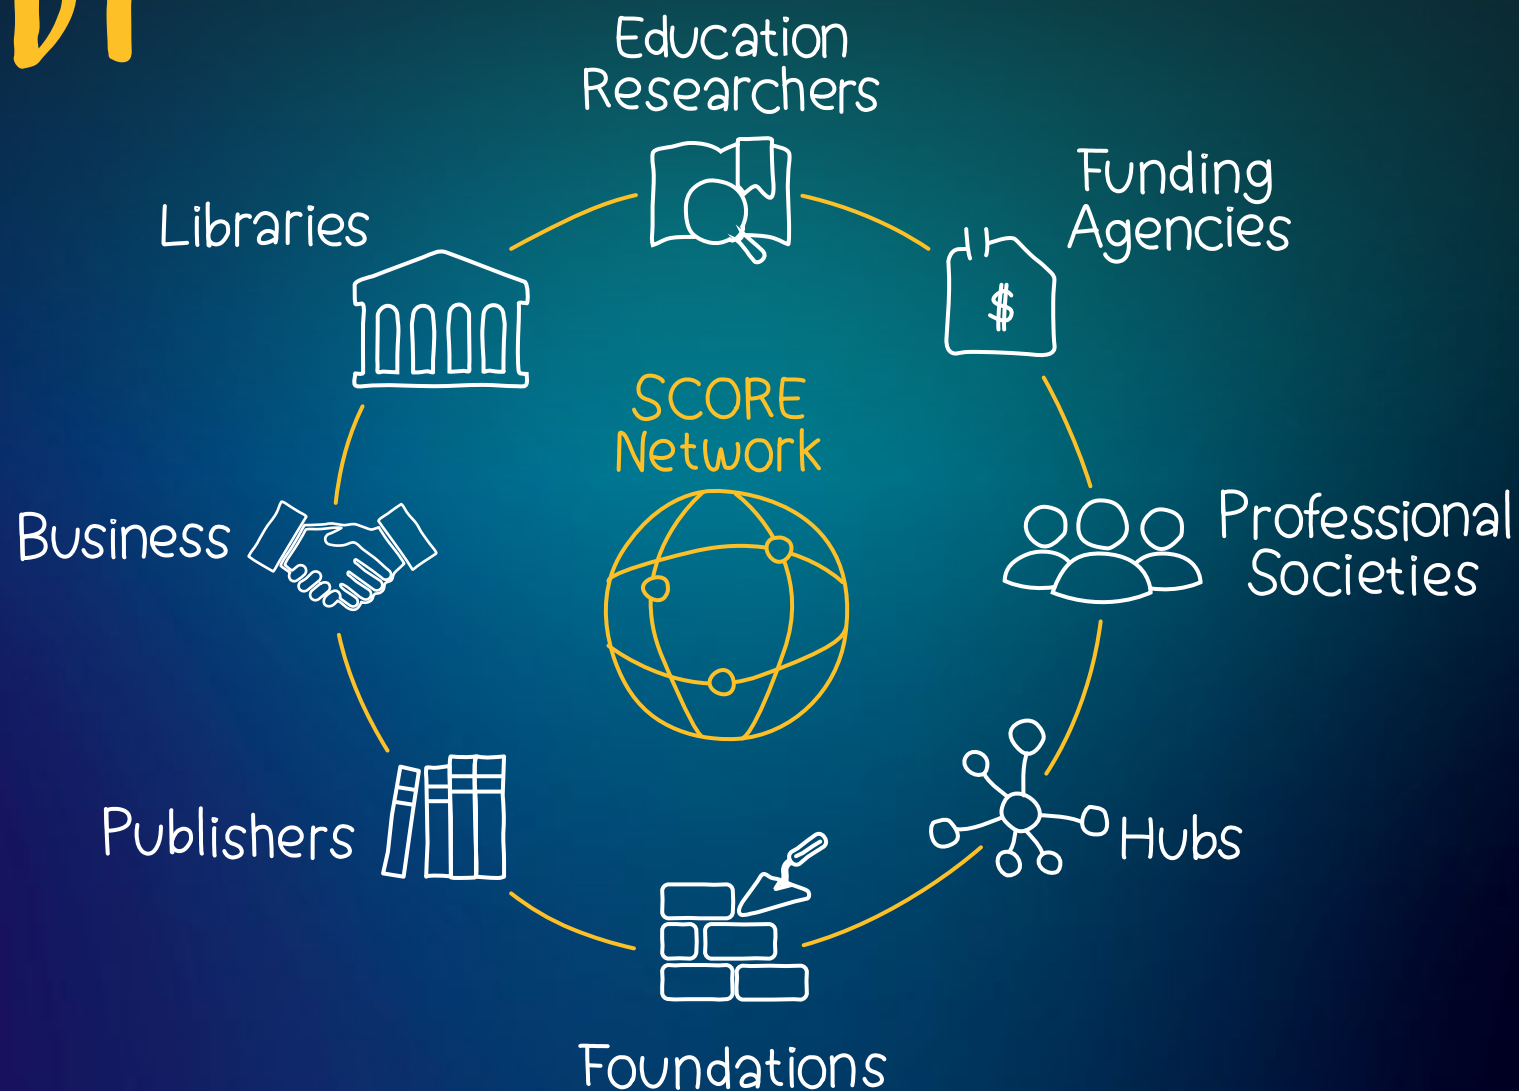 Education
Researchers
Funding
Agencies
Libraries
SCORE
Network
$
Professional
Societies
Business
Publishers
Hubs
Foundations